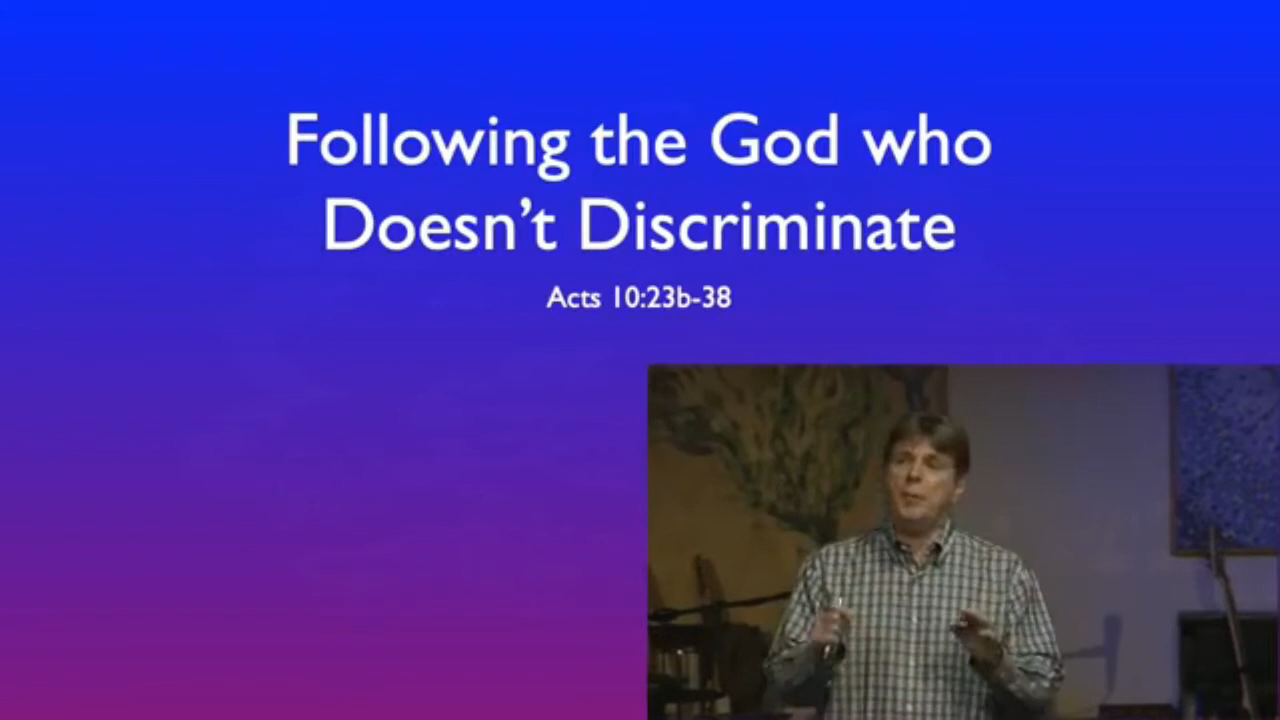 Following the God who
Doesn’t Discriminate
Acts 10:23b-38